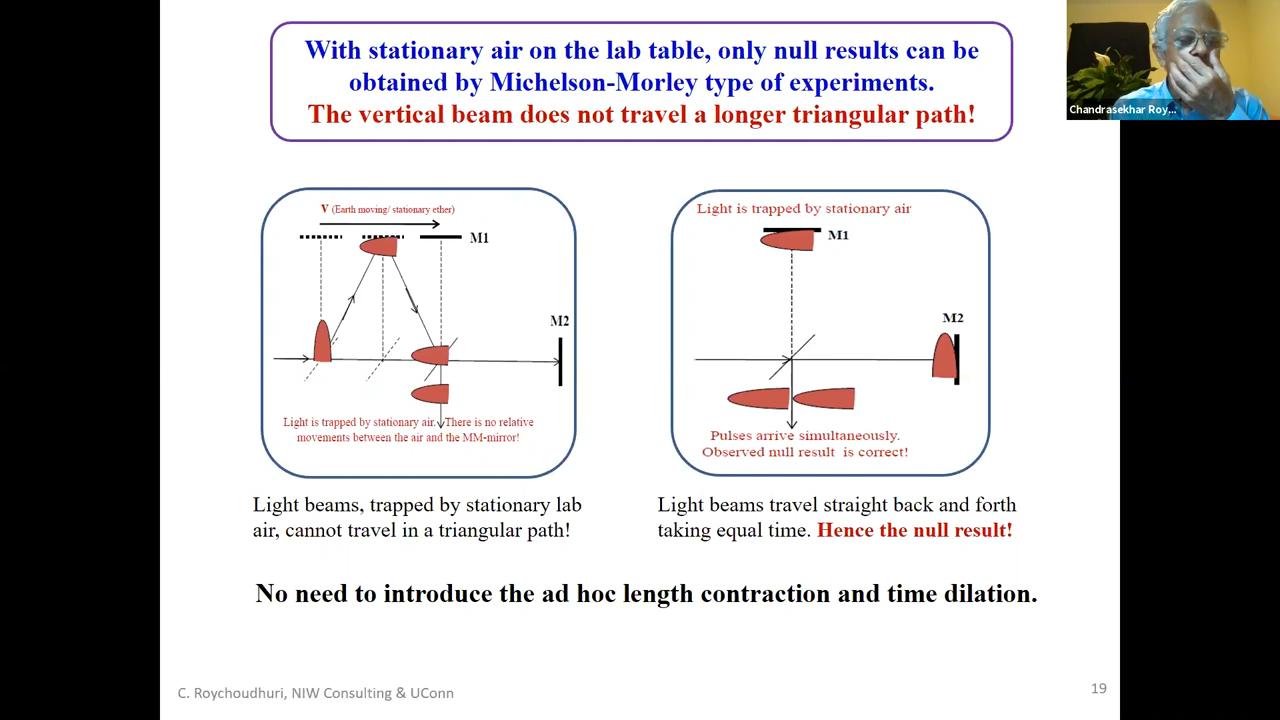 With stationary air on the lab table, only null results can be
obtained by Michelson-Morley type of experiments.
The vertical beam does not travel a longer triangular path!
Chandrasekhar Roy...
V (Earth moving/ stationary ether)
M1
M2
Light is trapped by stationary air. There is no relative
movements between the air and the MM-mirror!
Light is trapped by stationary air
M1
M2
Pulses arrive simultaneously.
Observed null result is correct!
Light beams, trapped by stationary lab
air, cannot travel in a triangular path!
Light beams travel straight back and forth
taking equal time. Hence the null result!
No need to introduce the ad hoc length contraction and time dilation.
C. Roychoudhuri, NIW Consulting & UConn
19